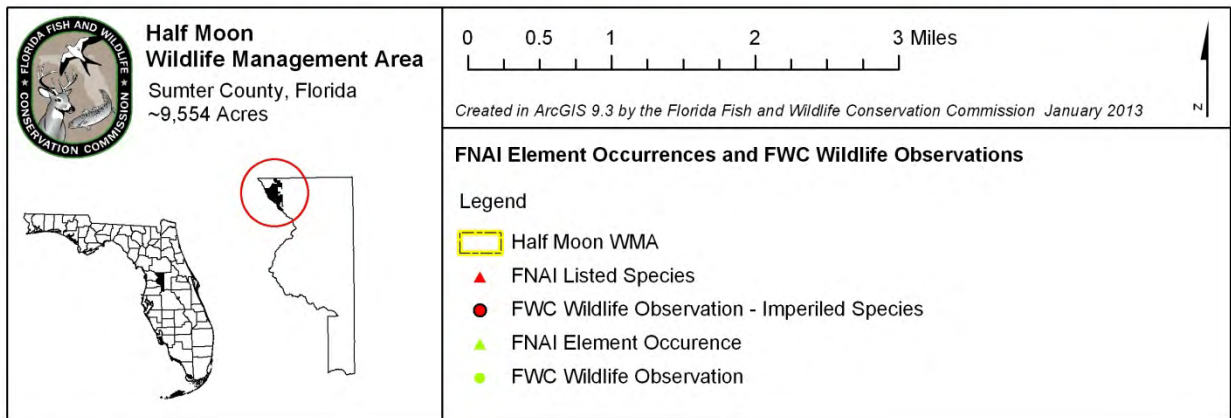 FLORIDA FISH AND WILDLIFE
CONSERVATION COMMISSION
Half Moon
Wildlife Management Area
Sumter County, Florida
~9,554 Acres
0 0.5 1 2 3 Miles
Created in ArcGIS 9.3 by the Florida Fish and Wildlife Conservation Commission January 2013
N
FNAI Element Occurrences and FWC Wildlife Observations
Legend
Half Moon WMA
FNAI Listed Species
FWC Wildlife Observation - Imperiled Species
FNAI Element Occurence
FWC Wildlife Observation